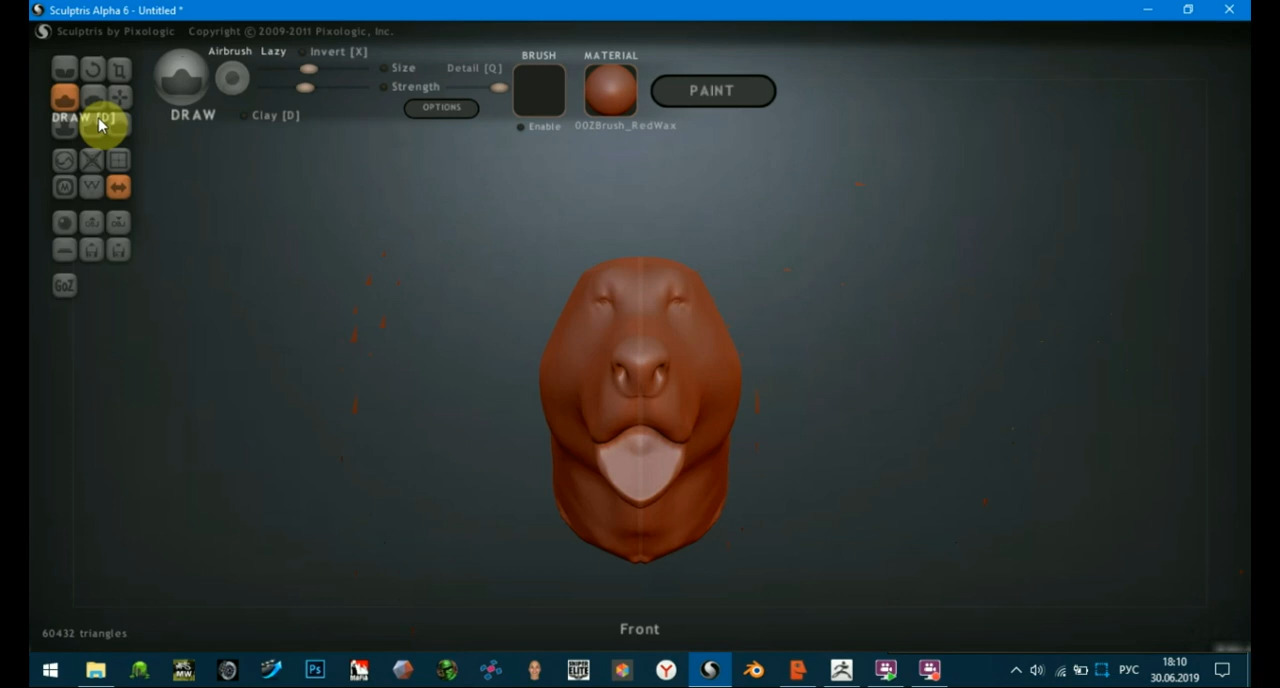 Sculptris Alpha 6 - Untitled *
Sculptris by Pixologic Copyright © 2009-2011 Pixologic, Inc.
Airbrush Lazy Invert [X]
BRUSH MATERIAL
Size Detail [Q]
Strength
PAINT
OPTIONS
DRAW [D]
DRAW Clay [D]
Enable 00ZBrush_RedWax
GoZ
60432 triangles
Front
Ps
РУС
18:10
30.06.2019